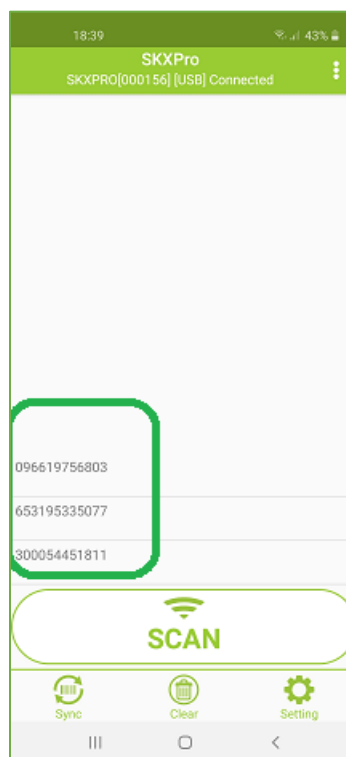 18:39 43%
SKXPro
SKXPRO[000156] [USB] Connected
096619756803
653195335077
300054451811
SCAN
Sync Clear Setting